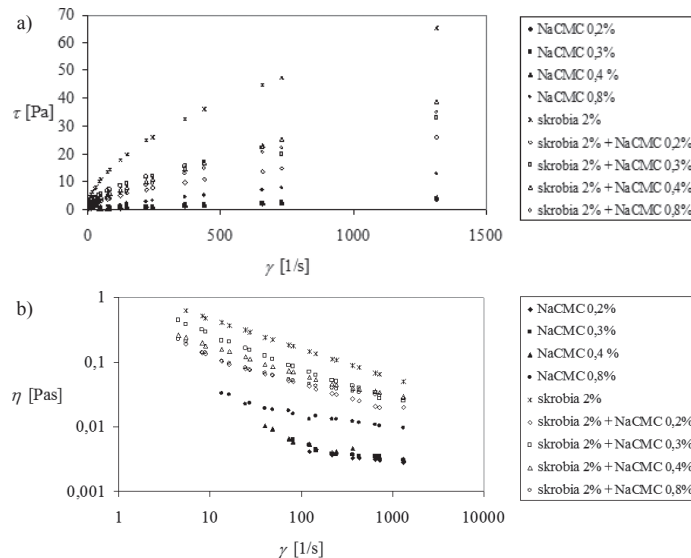 a)
70
60
50
40
30
20
10
0
τ [Pa]
0
500
1000
1500
γ [1/s]
NaCMC 0,2%
NaCMC 0,3%
NaCMC 0,4 %
NaCMC 0,8%
skrobia 2%
skrobia 2% + NaCMC 0,2%
skrobia 2% + NaCMC 0,3%
skrobia 2% + NaCMC 0,4%
skrobia 2% + NaCMC 0,8%
b)
1
0,1
0,01
0,001
η [Pas]
1
10
100
1000
10000
γ [1/s]
NaCMC 0,2%
NaCMC 0,3%
NaCMC 0,4 %
NaCMC 0,8%
skrobia 2%
skrobia 2% + NaCMC 0,2%
skrobia 2% + NaCMC 0,3%
skrobia 2% + NaCMC 0,4%
skrobia 2% + NaCMC 0,8%